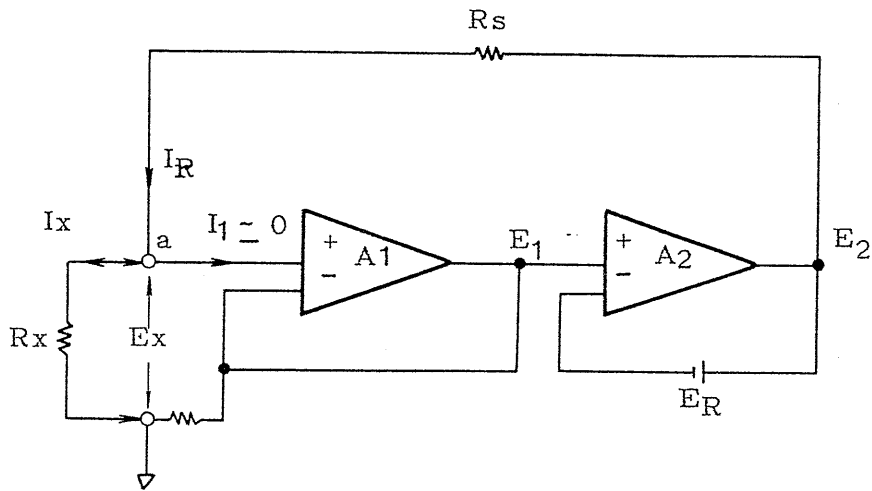 Rs
I_R
Ix
a
I₁ ≃ 0
+
−
A1
E₁
+
−
A2
E₂
Rx
Ex
E_R